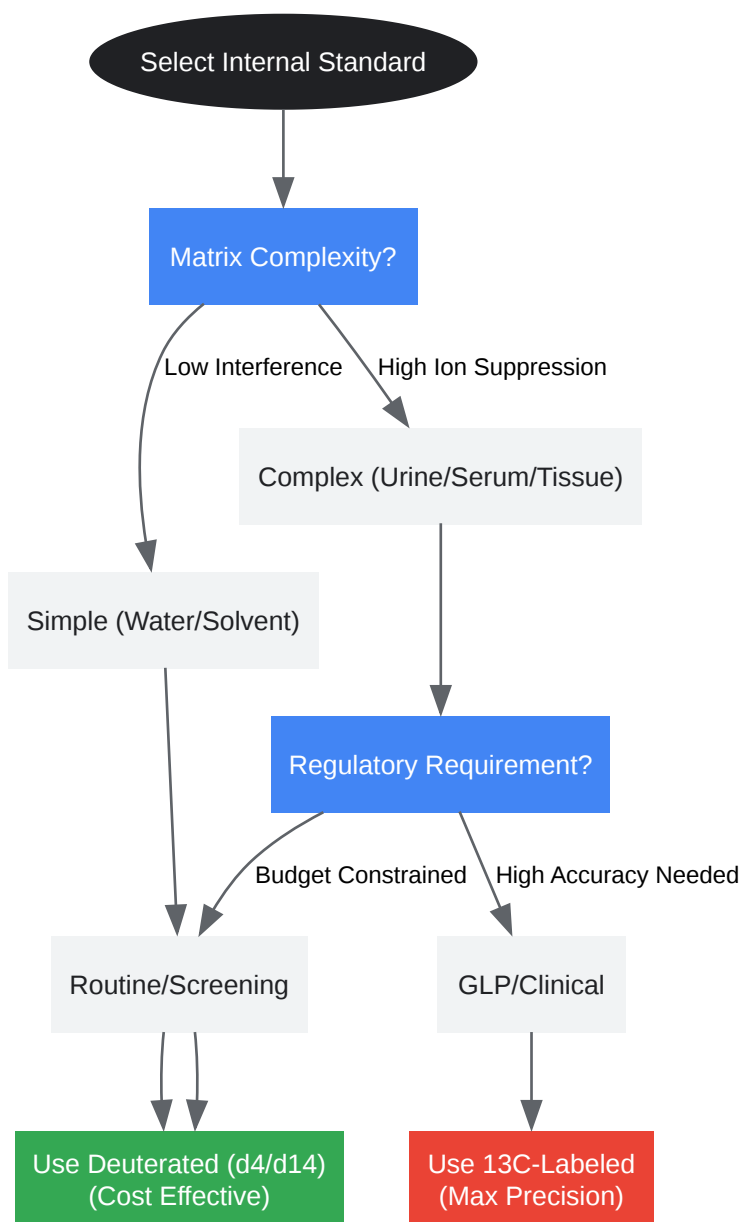 Select Internal Standard
Matrix Complexity?
Low Interference
High Ion Suppression
Complex (Urine/Serum/Tissue)
Simple (Water/Solvent)
Regulatory Requirement?
Budget Constrained
High Accuracy Needed
Routine/Screening
GLP/Clinical
Use Deuterated (d4/d14)
(Cost Effective)
Use 13C-Labeled
(Max Precision)